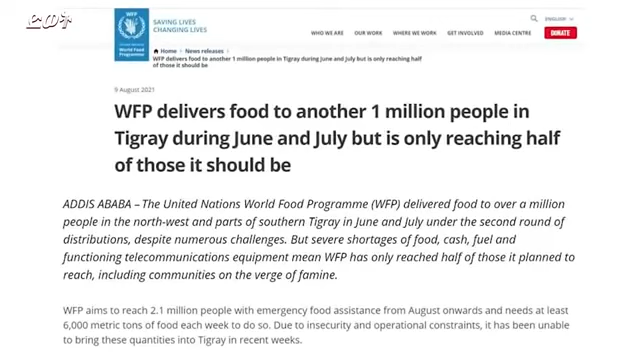 WFP
SAVING LIVES
CHANGING LIVES
World Food
Programme
ENGLISH
WHO WE ARE OUR WORK WHERE WE WORK GET INVOLVED MEDIA CENTRE DONATE
Home News releases
WFP delivers food to another 1 million people in Tigray during June and July but is only reaching half
of those it should be
9 August 2021
WFP delivers food to another 1 million people in
Tigray during June and July but is only reaching half
of those it should be
ADDIS ABABA – The United Nations World Food Programme (WFP) delivered food to over a million
people in the north-west and parts of southern Tigray in June and July under the second round of
distributions, despite numerous challenges. But severe shortages of food, cash, fuel and
functioning telecommunications equipment mean WFP has only reached half of those it planned to
reach, including communities on the verge of famine.
WFP aims to reach 2.1 million people with emergency food assistance from August onwards and needs at least
6,000 metric tons of food each week to do so. Due to insecurity and operational constraints, it has been unable
to bring these quantities into Tigray in recent weeks.